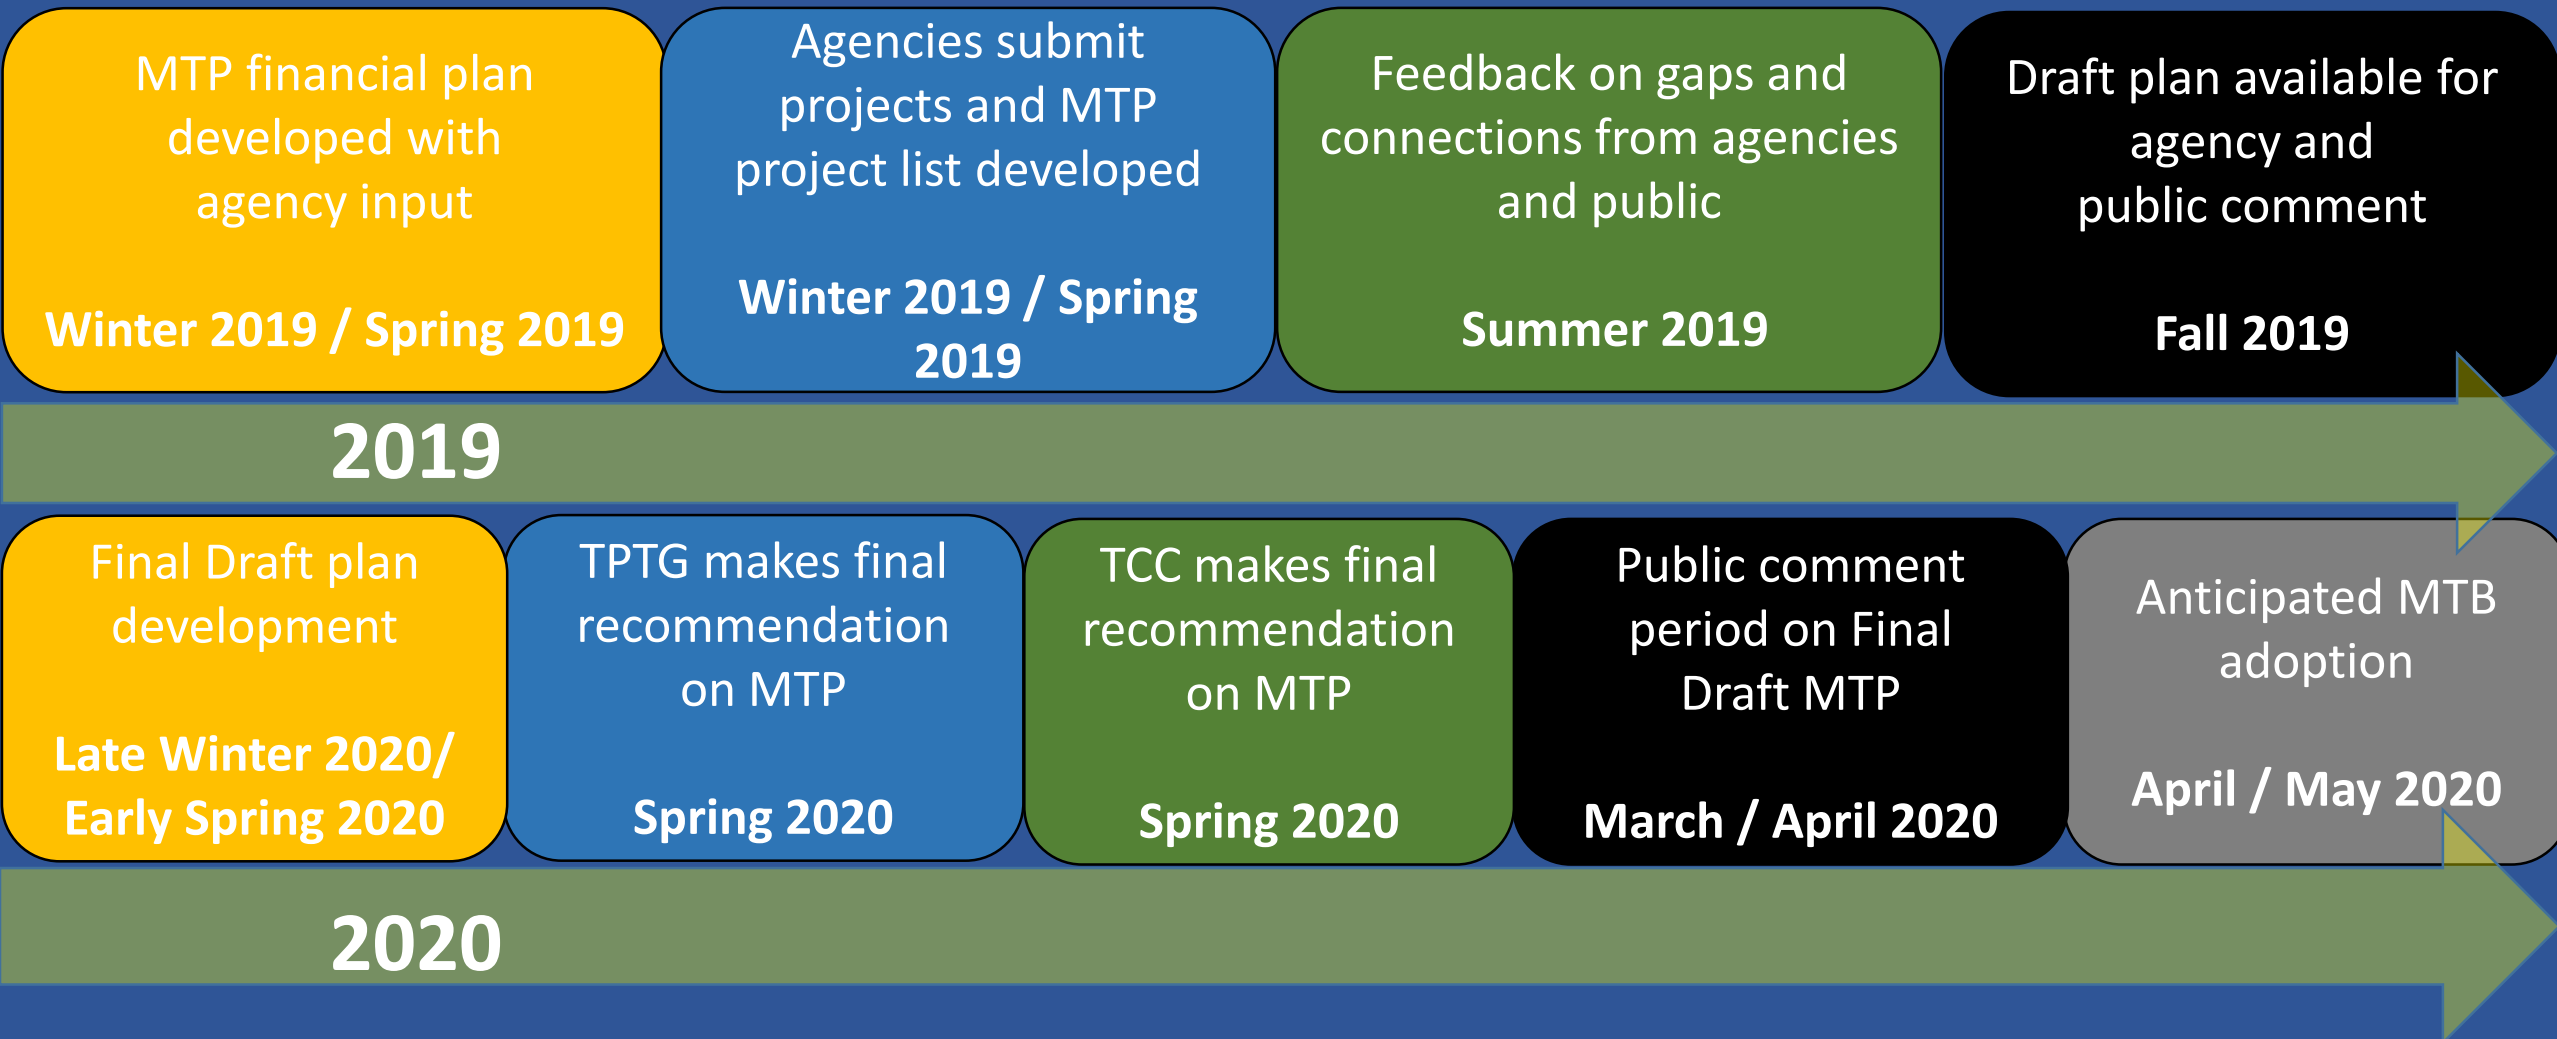 MTP financial plan
developed with
agency input
Winter 2019 / Spring 2019
Agencies submit
projects and MTP
project list developed
Winter 2019 / Spring
2019
Feedback on gaps and
connections from agencies
and public
Summer 2019
Draft plan available for
agency and
public comment
Fall 2019
2019
Final Draft plan
development
Late Winter 2020/
Early Spring 2020
TPTG makes final
recommendation
on MTP
Spring 2020
TCC makes final
recommendation
on MTP
Spring 2020
Public comment
period on Final
Draft MTP
March / April 2020
Anticipated MTB
adoption
April / May 2020
2020